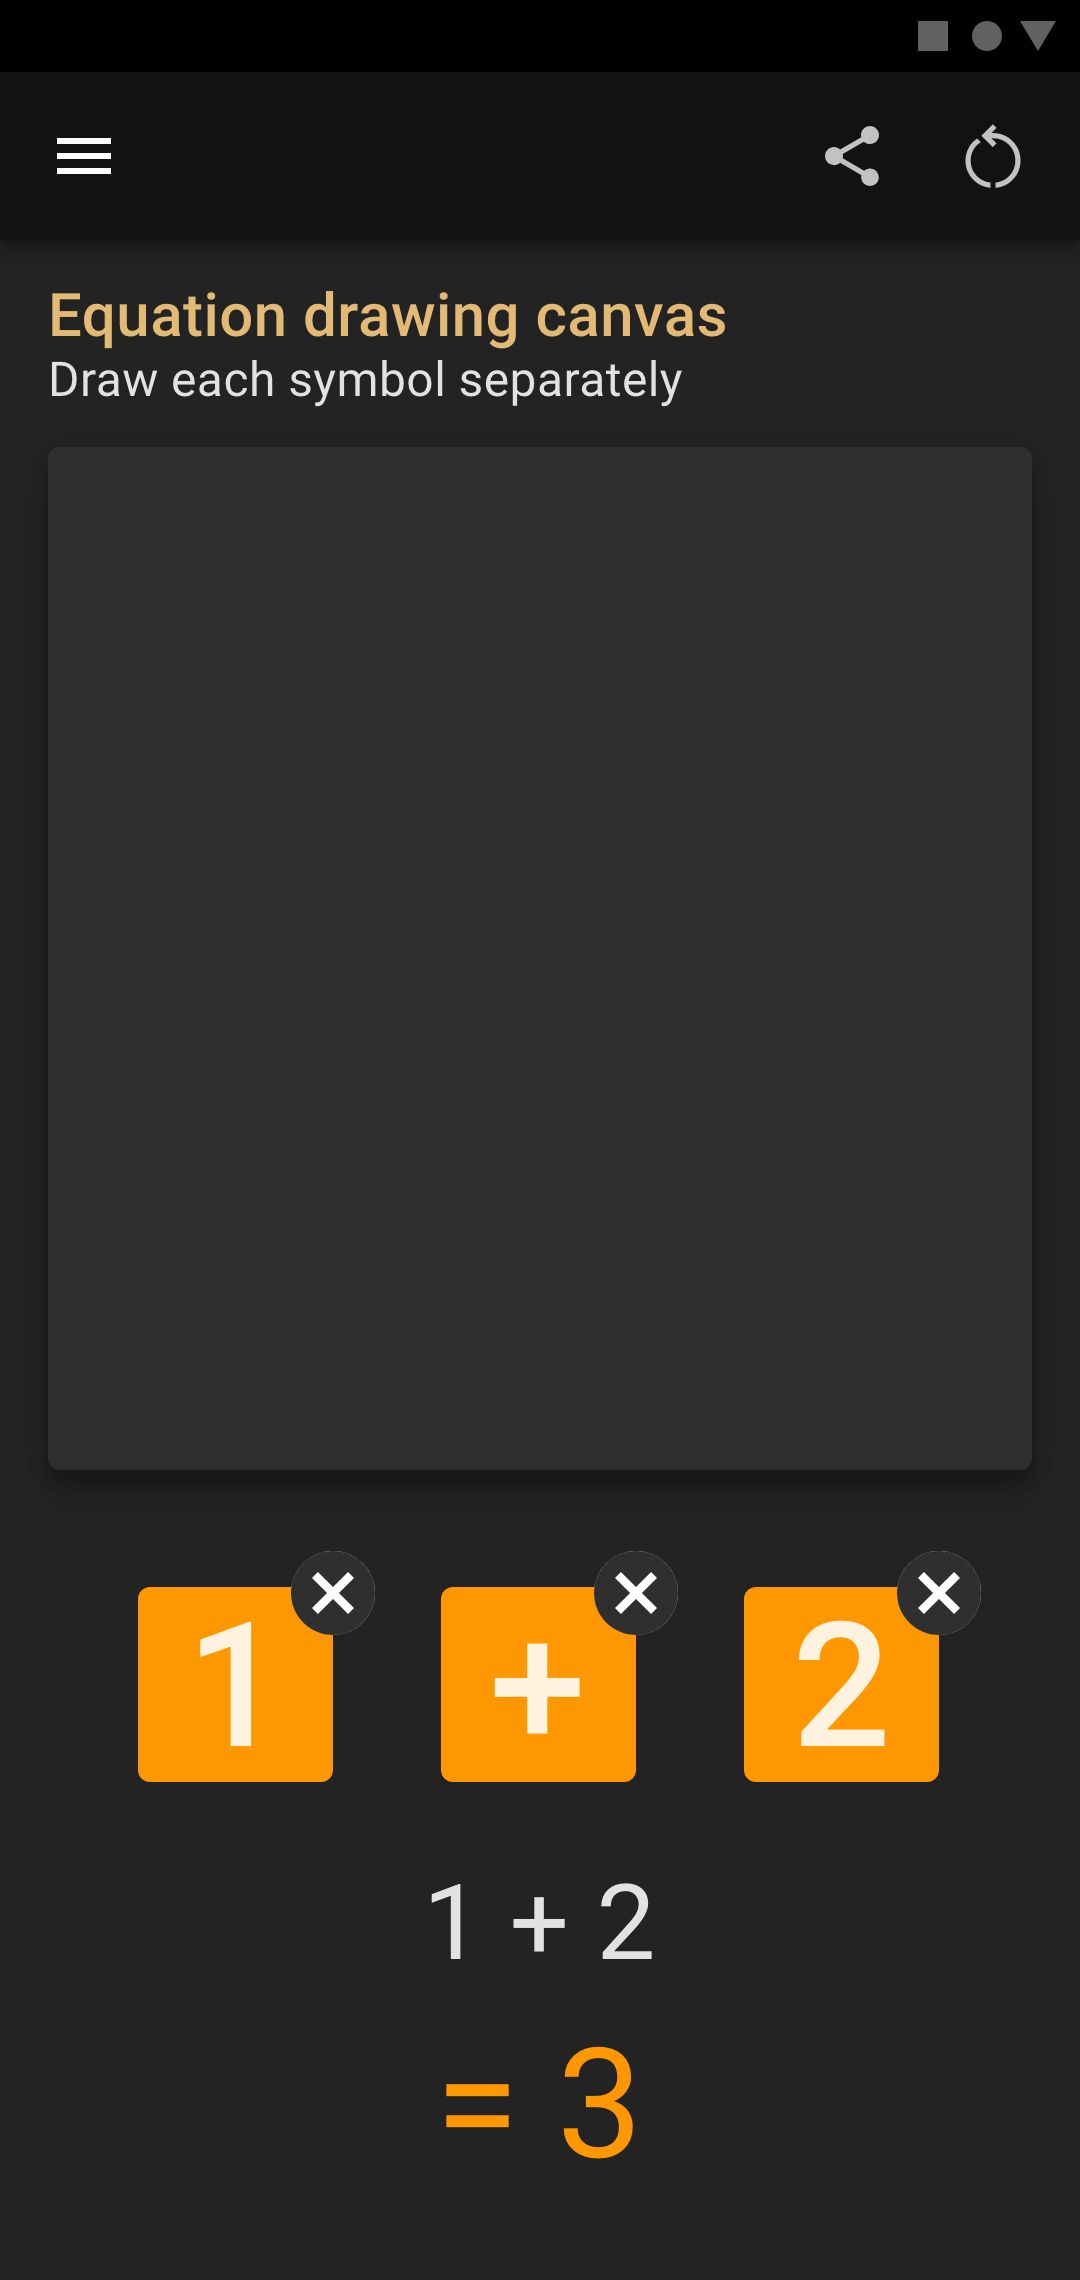 Equation drawing canvas
Draw each symbol separately
1 + 2
1 + 2
= 3